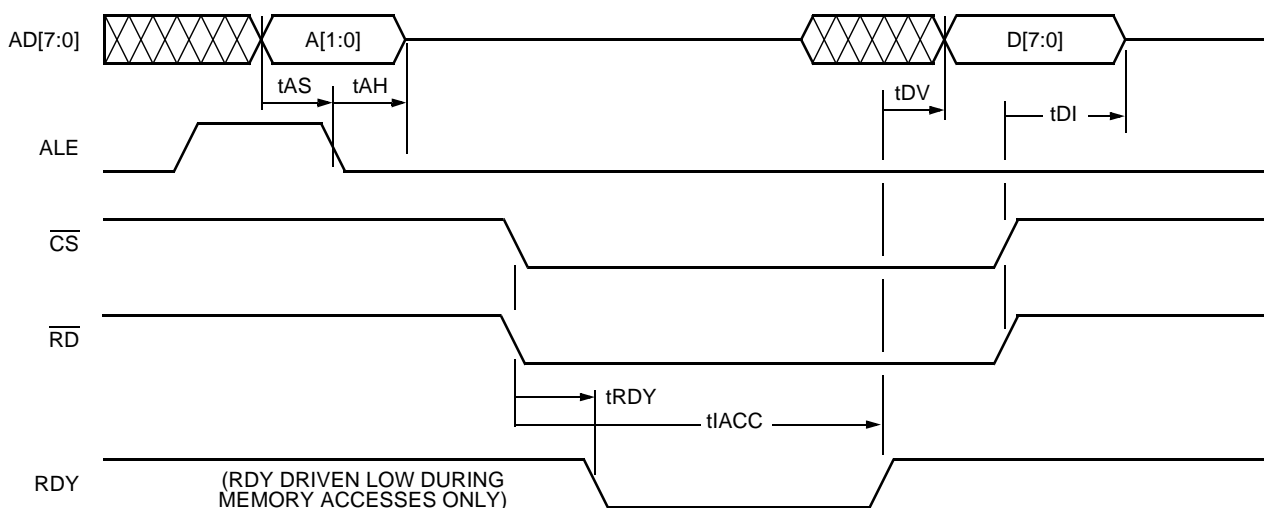 AD[7:0]
A[1:0]
D[7:0]
tAS
tAH
tDV
tDI
ALE
CS
RD
tRDY
tIACC
RDY
(RDY DRIVEN LOW DURING
MEMORY ACCESSES ONLY)